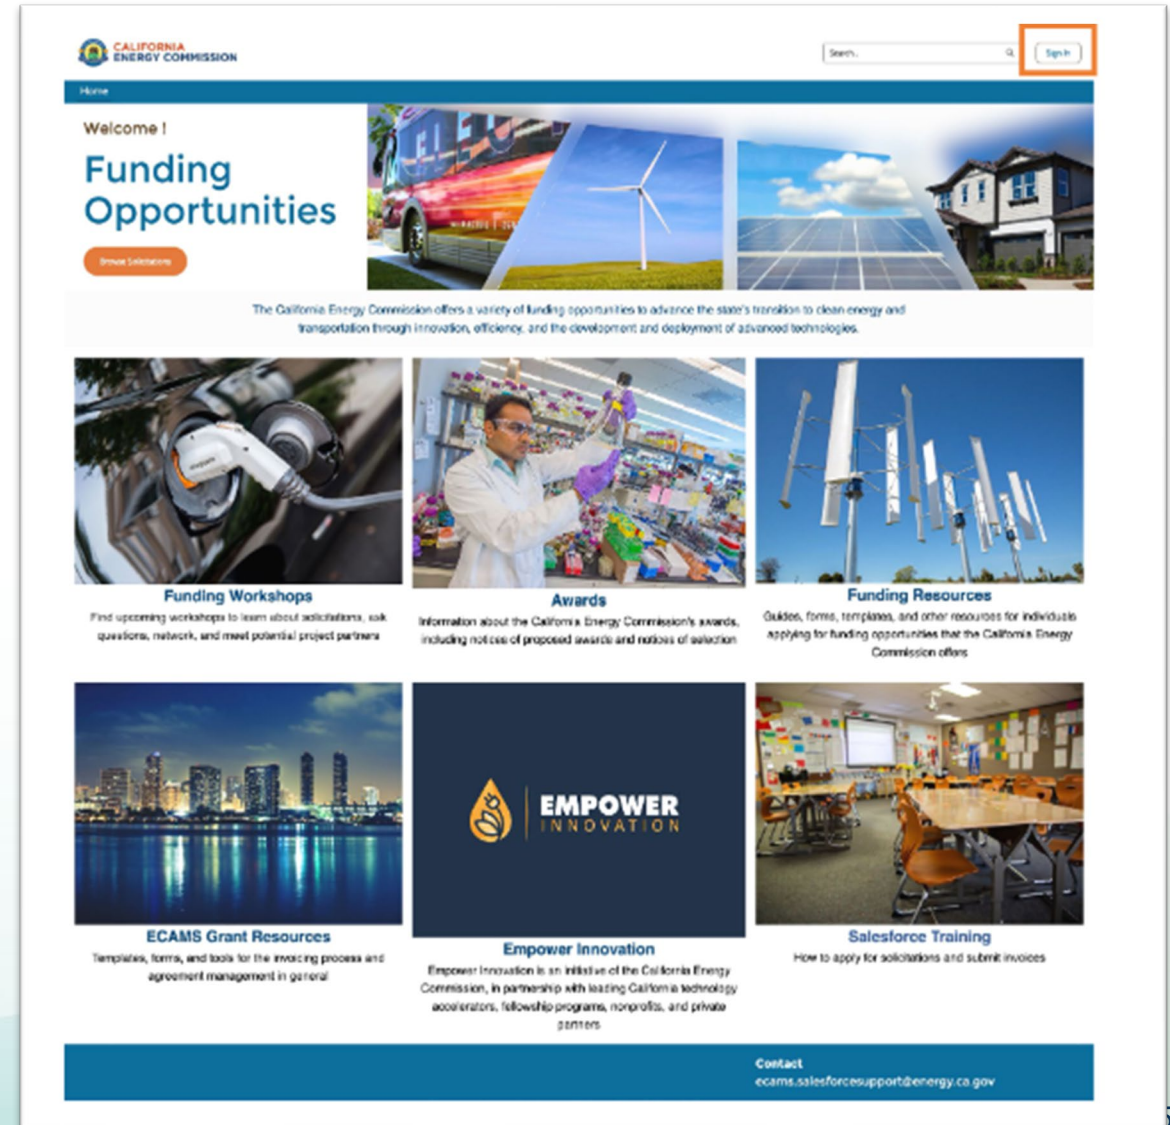 CALIFORNIA
ENERGY COMMISSION
Search...
Sign In
Home
Welcome !
Funding
Opportunities
Browse Solicitations
The California Energy Commission offers a variety of funding opportunities to advance the state's transition to clean energy and
transportation through innovation, efficiency, and the development and deployment of advanced technologies.
Funding Workshops
Find upcoming workshops to learn about solicitations, ask
questions, network, and meet potential project partners
Awards
Information about the California Energy Commission's awards,
including notices of proposed awards and notices of selection
Funding Resources
Guides, forms, templates, and other resources for individuals
applying for funding opportunities that the California Energy
Commission offers
EMPOWER
INNOVATION
ECAMS Grant Resources
Templates, forms, and tools for the invoicing process and
agreement management in general
Empower Innovation
Empower Innovation is an initiative of the California Energy
Commission, in partnership with leading California technology
accelerators, fellowship programs, nonprofits, and private
partners
Salesforce Training
How to apply for solicitations and submit invoices
Contact
ecams.salesforcesupport@energy.ca.gov